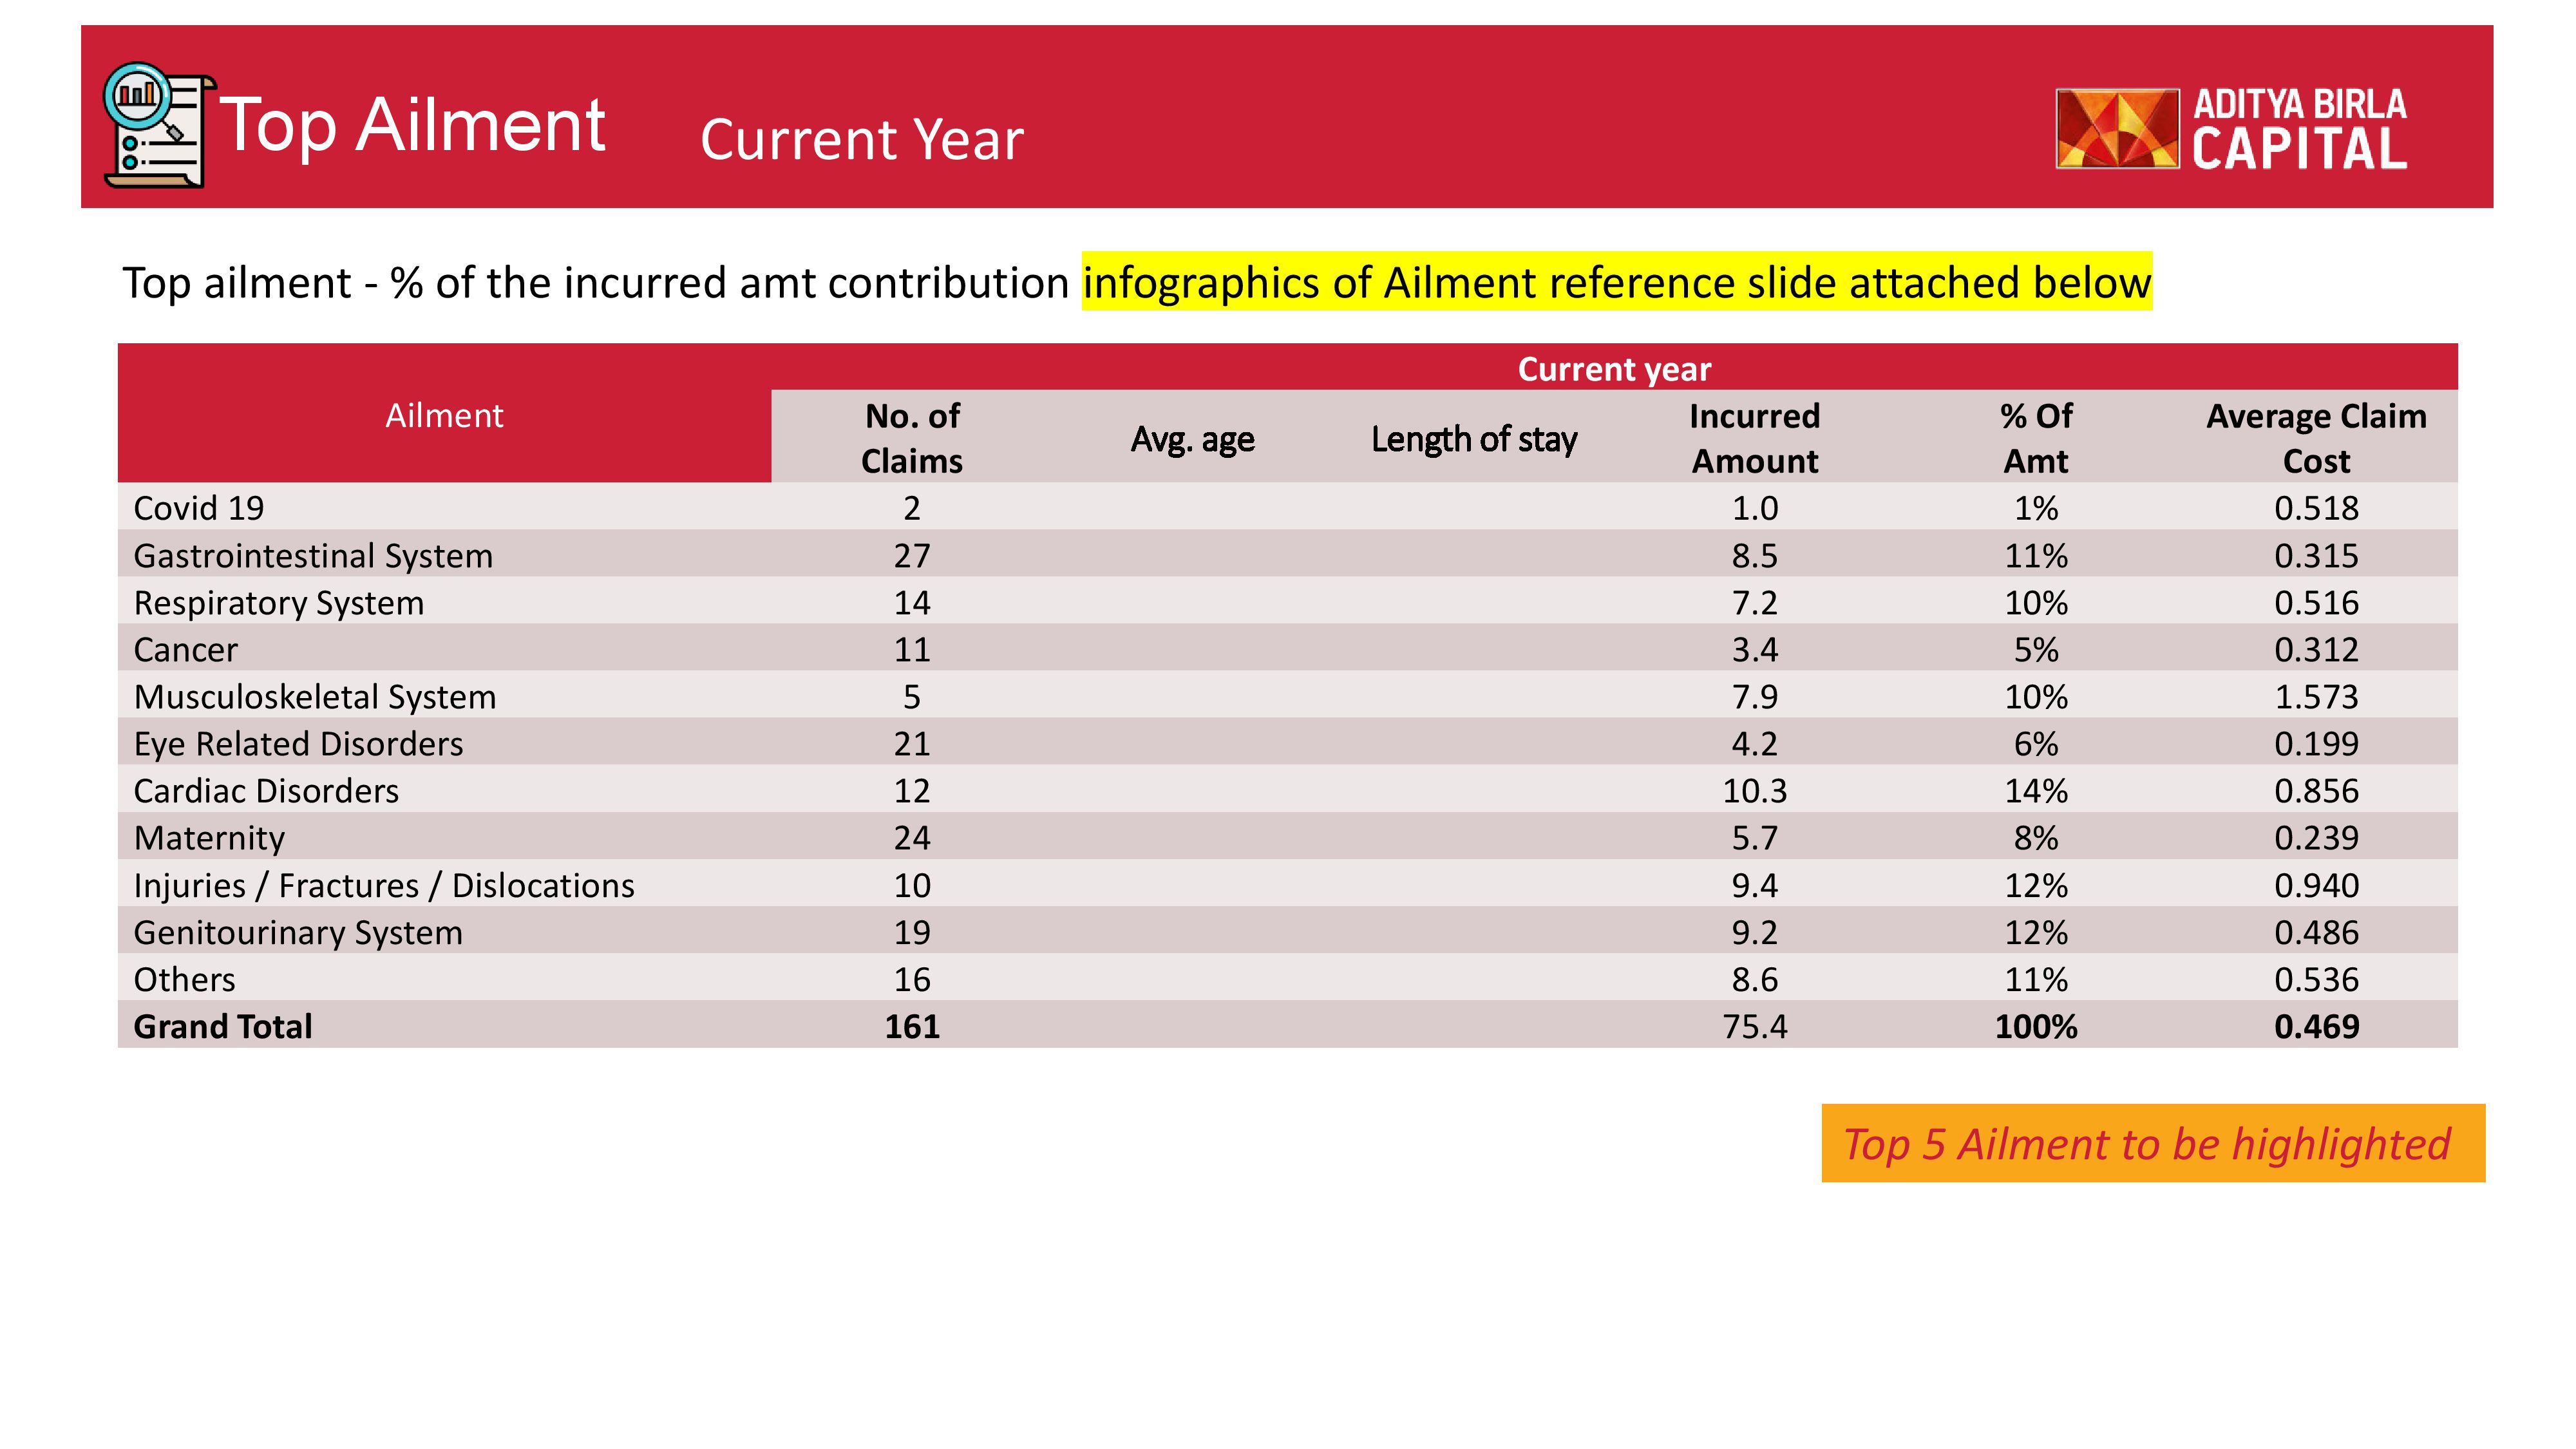 Top Ailment Current Year
ADITYA BIRLA
CAPITAL
Top ailment - % of the incurred amt contribution infographics of Ailment reference slide attached below
Current year
Ailment No. of Claims Avg. age Length of stay Incurred Amount % Of Amt Average Claim Cost
Covid 19 2 1.0 1% 0.518
Gastrointestinal System 27 8.5 11% 0.315
Respiratory System 14 7.2 10% 0.516
Cancer 11 3.4 5% 0.312
Musculoskeletal System 5 7.9 10% 1.573
Eye Related Disorders 21 4.2 6% 0.199
Cardiac Disorders 12 10.3 14% 0.856
Maternity 24 5.7 8% 0.239
Injuries / Fractures / Dislocations 10 9.4 12% 0.940
Genitourinary System 19 9.2 12% 0.486
Others 16 8.6 11% 0.536
Grand Total 161 75.4 100% 0.469
Top 5 Ailment to be highlighted